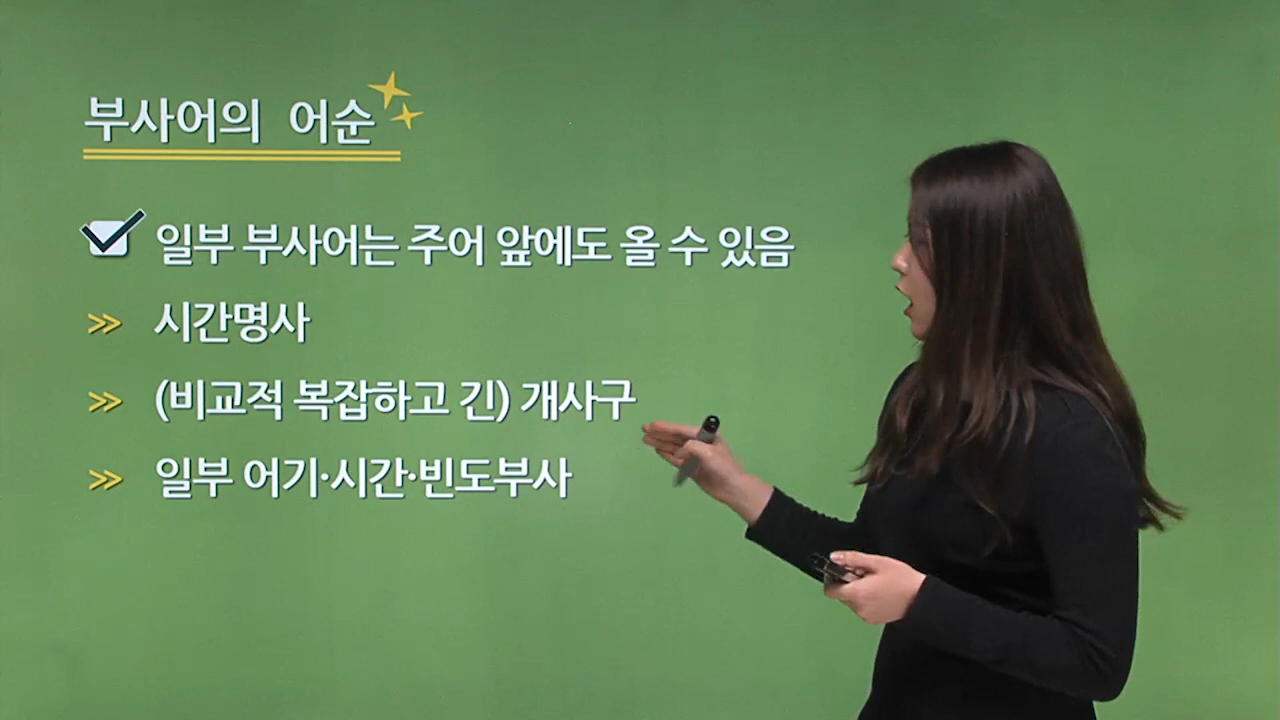 부사어의 어순
일부 부사어는 주어 앞에도 올 수 있음
시간명사
(비교적 복잡하고 긴) 개사구
일부 어기·시간·빈도부사